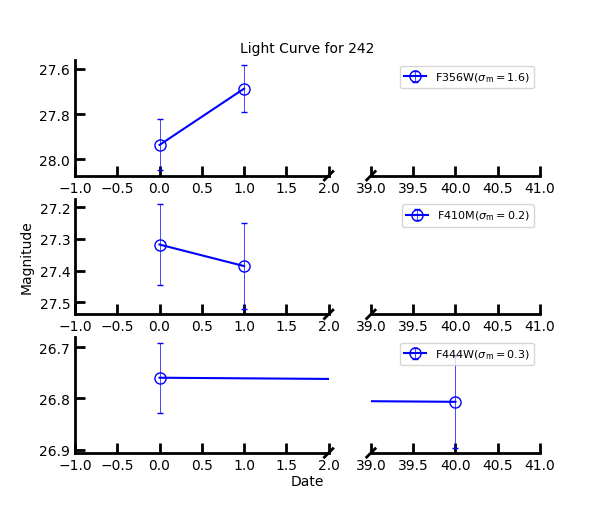 Light Curve for 242
27.6
27.8
28.0
F356W(σm = 1.6)
−1.0 −0.5 0.0 0.5 1.0 1.5 2.0 39.0 39.5 40.0 40.5 41.0
27.2
27.3
27.4
27.5
F410M(σm = 0.2)
−1.0 −0.5 0.0 0.5 1.0 1.5 2.0 39.0 39.5 40.0 40.5 41.0
Magnitude
26.7
26.8
26.9
F444W(σm = 0.3)
−1.0 −0.5 0.0 0.5 1.0 1.5 2.0 39.0 39.5 40.0 40.5 41.0
Date